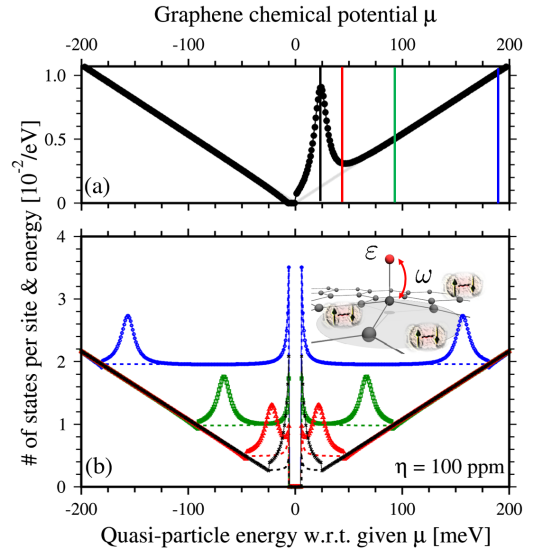 Graphene chemical potential μ
-200 -100 0 100 200
1.0
0.5
0
(a)
# of states per site & energy [10⁻²/eV]
4
3
2
1
0
ε
ω
(b)
η = 100 ppm
-200 -100 0 100 200
Quasi-particle energy w.r.t. given μ [meV]